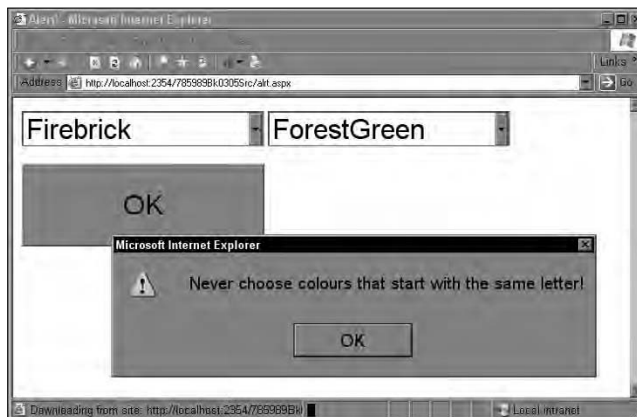 Alert! - Microsoft Internet Explorer
Links »
Address http://localhost:2354/785989Bk0305Src/alrt.aspx Go
Firebrick ForestGreen
OK
Microsoft Internet Explorer
Never choose colours that start with the same letter!
OK
Downloading from site: http://localhost:2354/785989Bk Local intranet